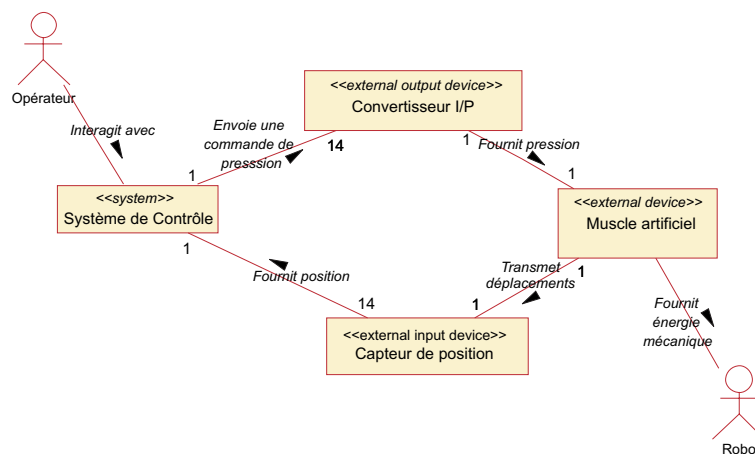 <<external output device>>
Convertisseur I/P
Opérateur
Interagit avec
Envoie une
commande de
presssion
14
1
Fournit pression
1
1
<<system>>
Système de Contrôle
1
<<external device>>
Muscle artificiel
1
Fournit position
14
Transmet
déplacements
1
1
<<external input device>>
Capteur de position
Fournit
énergie
mécanique
Robo